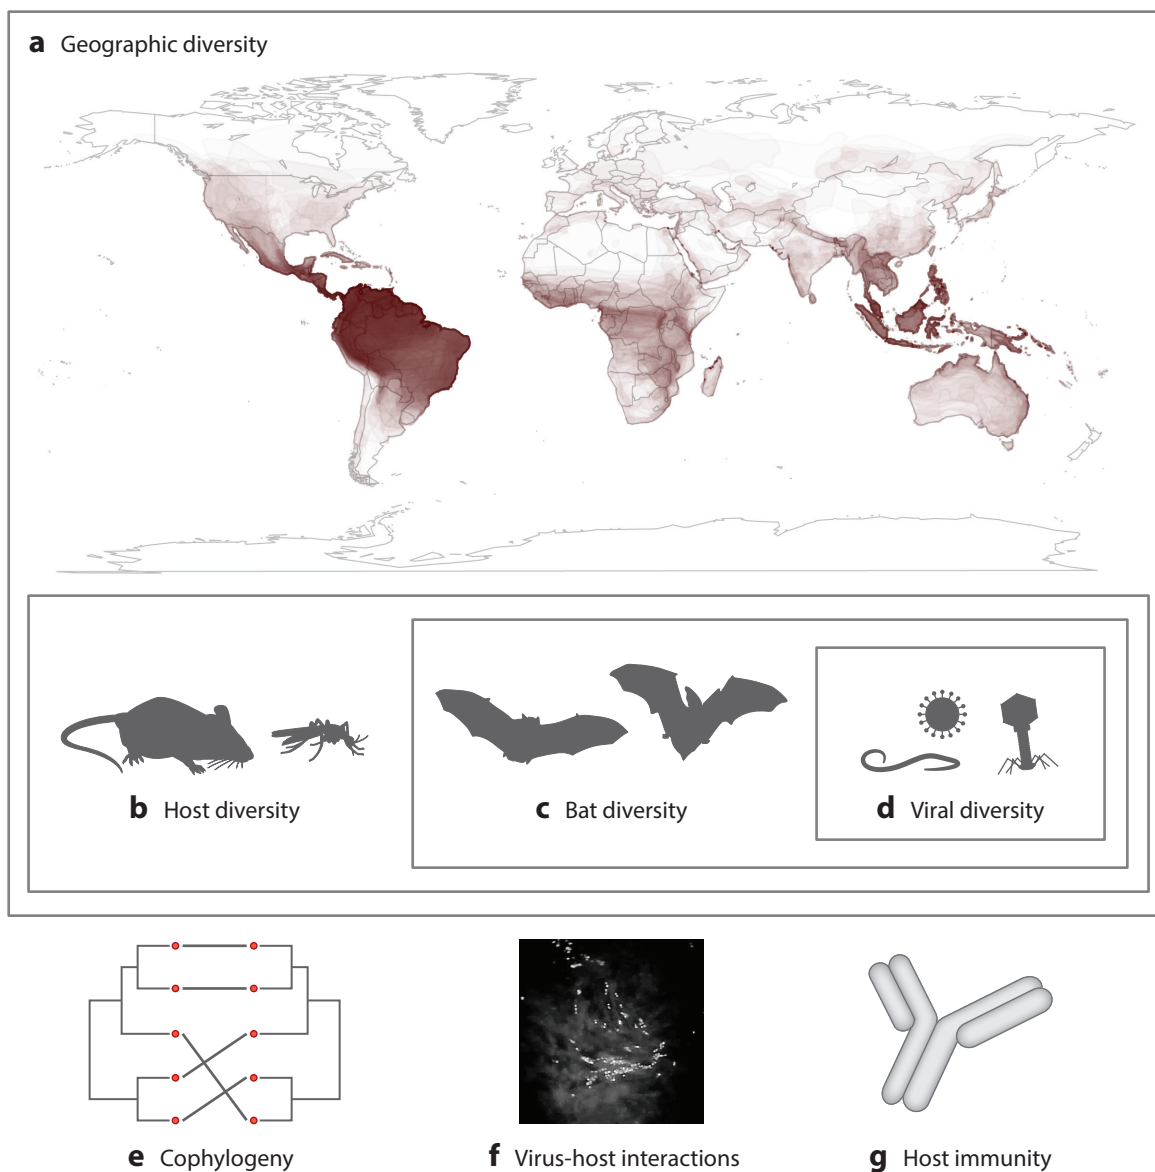 a Geographic diversity
b Host diversity
c Bat diversity
d Viral diversity
e Cophylogeny
f Virus-host interactions
g Host immunity